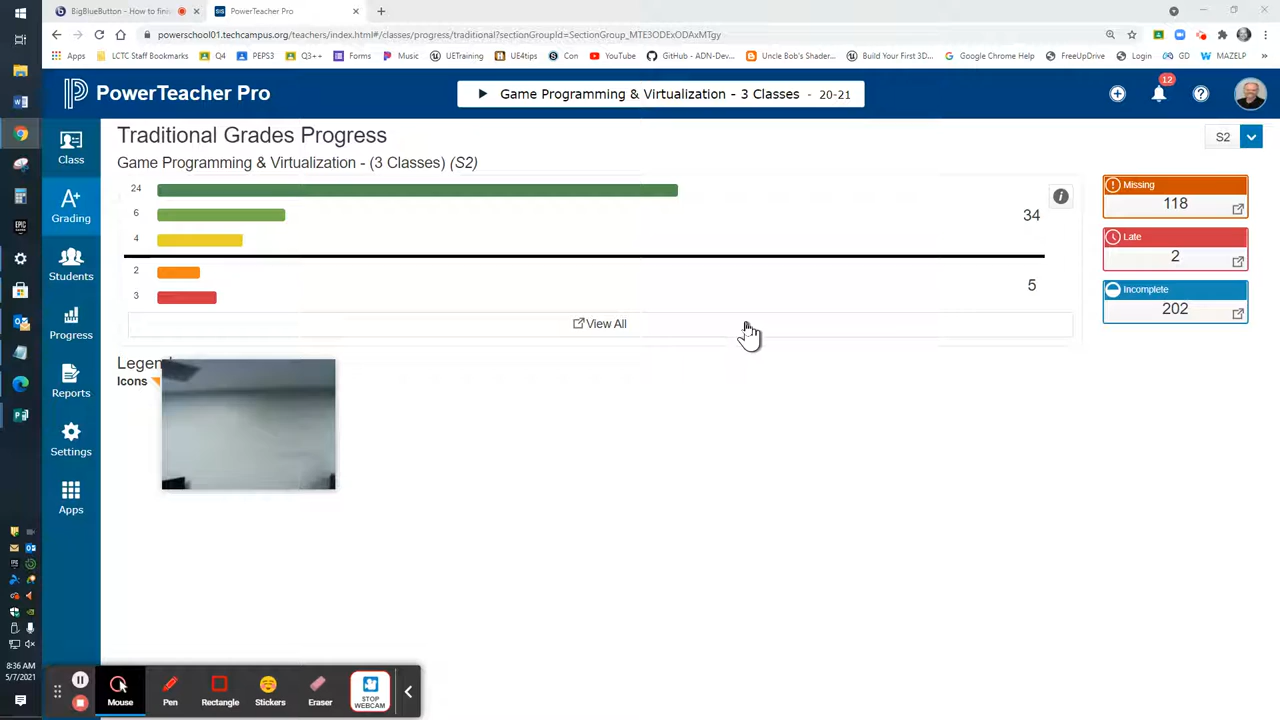 BigBlueButton - How to fini
PowerTeacher Pro
powerschool01.techcampus.org/teachers/index.html#/classes/progress/traditional?sectionGroupId=SectionGroup_MTE3ODExODAxMTgy
Apps
LCTC Support
Q4
PEPS3
Q3++
Forms
Music
UETraining
UE4tips
Con
YouTube
GitHub - ADN-Dev...
Uncle Bob's Shader...
Build Your First 3D...
Google Chrome Help
FreeUpDrive
Login
GD
MAZELP
»
SIS
PowerTeacher Pro
Game Programming & Virtualization - 3 Classes - 20-21
12
Class
Grading
Students
Progress
Reports
Settings
Apps
Traditional Grades Progress
S2
Game Programming & Virtualization - (3 Classes) (S2)
24
6
4
34
2
3
5
View All
Missing
118
Late
2
Incomplete
202
Legen
Icons
EPIC
8:36 AM
5/7/2021
Mouse
Pen
Rectangle
Stickers
Eraser
STOP
WEBCAM